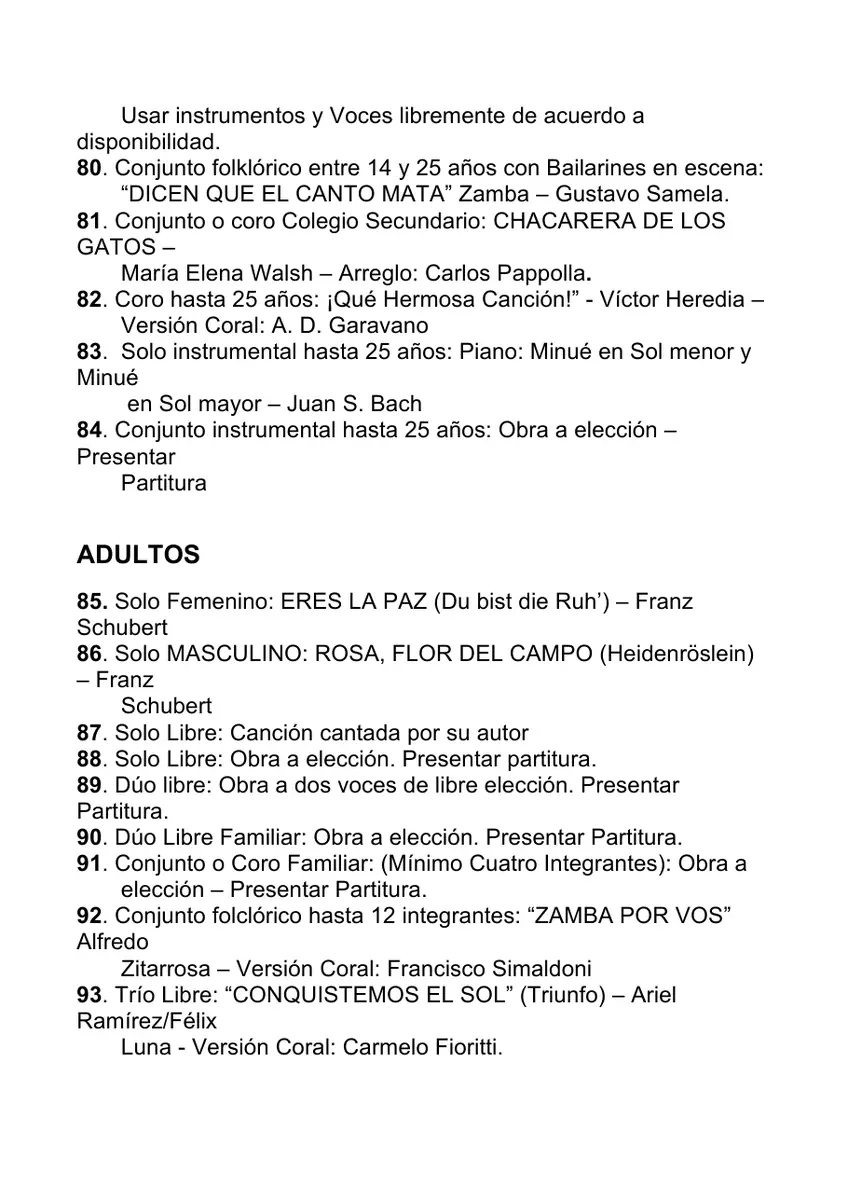 Usar instrumentos y Voces libremente de acuerdo a
disponibilidad.
80. Conjunto folklórico entre 14 y 25 años con Bailarines en escena:
“DICEN QUE EL CANTO MATA” Zamba – Gustavo Samela.
81. Conjunto o coro Colegio Secundario: CHACARERA DE LOS
GATOS –
María Elena Walsh – Arreglo: Carlos Pappolla.
82. Coro hasta 25 años: ¡Qué Hermosa Canción!” - Víctor Heredia –
Versión Coral: A. D. Garavano
83.  Solo instrumental hasta 25 años: Piano: Minué en Sol menor y
Minué
en Sol mayor – Juan S. Bach
84. Conjunto instrumental hasta 25 años: Obra a elección –
Presentar
Partitura
ADULTOS
85. Solo Femenino: ERES LA PAZ (Du bist die Ruh’) – Franz
Schubert
86. Solo MASCULINO: ROSA, FLOR DEL CAMPO (Heidenröslein)
– Franz
Schubert
87. Solo Libre: Canción cantada por su autor
88. Solo Libre: Obra a elección. Presentar partitura.
89. Dúo libre: Obra a dos voces de libre elección. Presentar
Partitura.
90. Dúo Libre Familiar: Obra a elección. Presentar Partitura.
91. Conjunto o Coro Familiar: (Mínimo Cuatro Integrantes): Obra a
elección – Presentar Partitura.
92. Conjunto folclórico hasta 12 integrantes: “ZAMBA POR VOS”
Alfredo
Zitarrosa – Versión Coral: Francisco Simaldoni
93. Trío Libre: “CONQUISTEMOS EL SOL” (Triunfo) – Ariel
Ramírez/Félix
Luna - Versión Coral: Carmelo Fioritti.